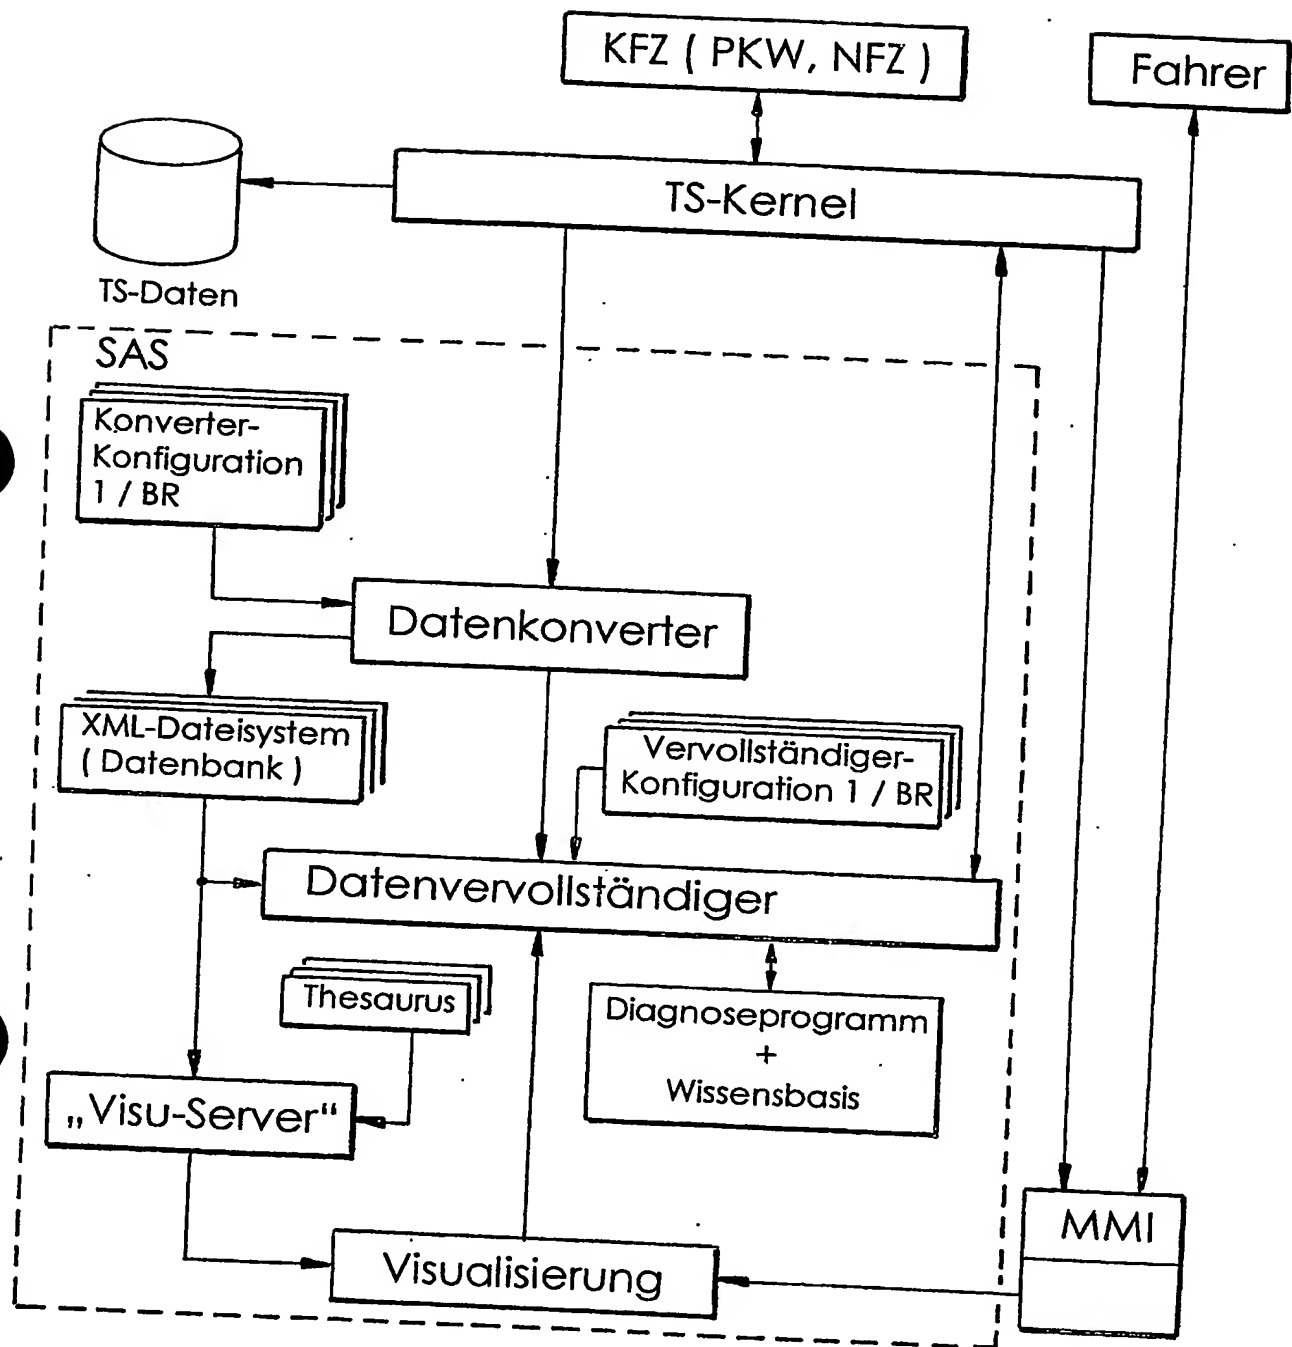 KFZ ( PKW, NFZ )
Fahrer
TS-Kernel
TS-Daten
SAS
Konverter-
Konfiguration
1 / BR
Datenkonverter
XML-Dateisystem
( Datenbank )
Vervollständiger-
Konfiguration 1 / BR
Datenvervollständiger
Thesaurus
Diagnoseprogramm
+
Wissensbasis
„Visu-Server“
MMI
Visualisierung